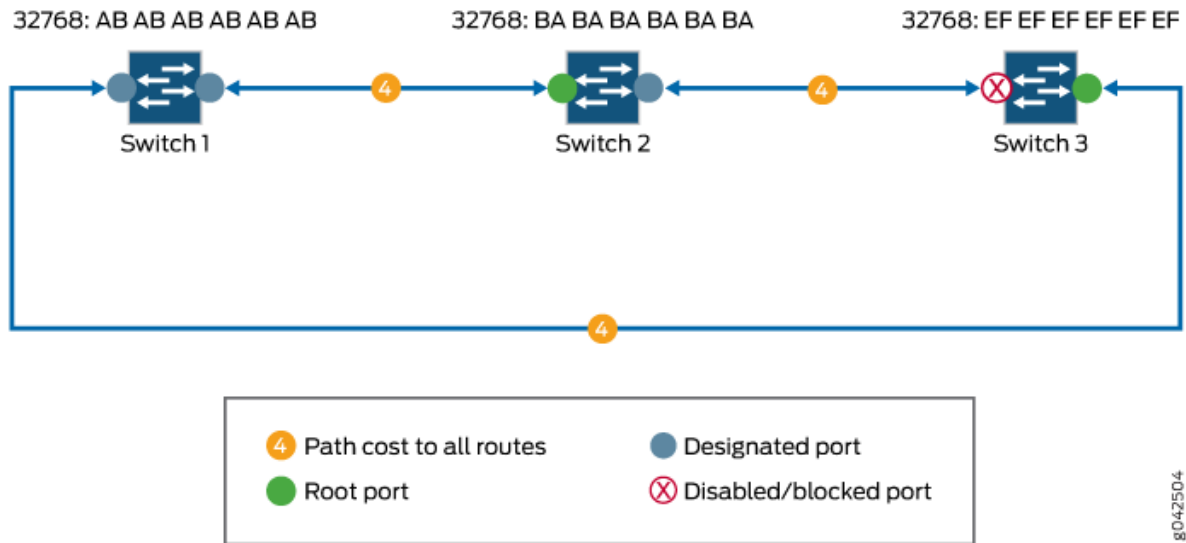 32768: AB AB AB AB AB AB
32768: BA BA BA BA BA BA
32768: EF EF EF EF EF EF
4
4
X
Switch 1
Switch 2
Switch 3
4
4 Path cost to all routes
Designated port
Root port
X Disabled/blocked port
g042504